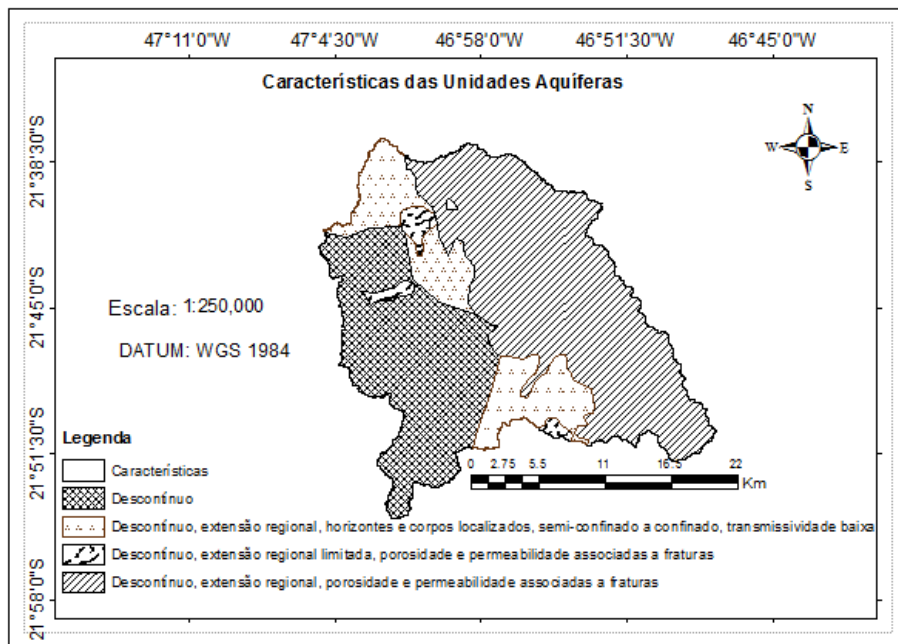 47°11'0"W 47°4'30"W 46°58'0"W 46°51'30"W 46°45'0"W
Características das Unidades Aquíferas
N
W E
S
21°38'30"S
21°45'0"S
21°51'30"S
21°58'0"S
Escala: 1:250,000
DATUM: WGS 1984
Legenda
Características
Descontínuo
Descontínuo, extensão regional, horizontes e corpos localizados, semi-confinado a confinado, transmissividade baixa
Descontínuo, extensão regional limitada, porosidade e permeabilidade associadas a fraturas
Descontínuo, extensão regional, porosidade e permeabilidade associadas a fraturas
0 2.75 5.5 11 16.5 22
Km